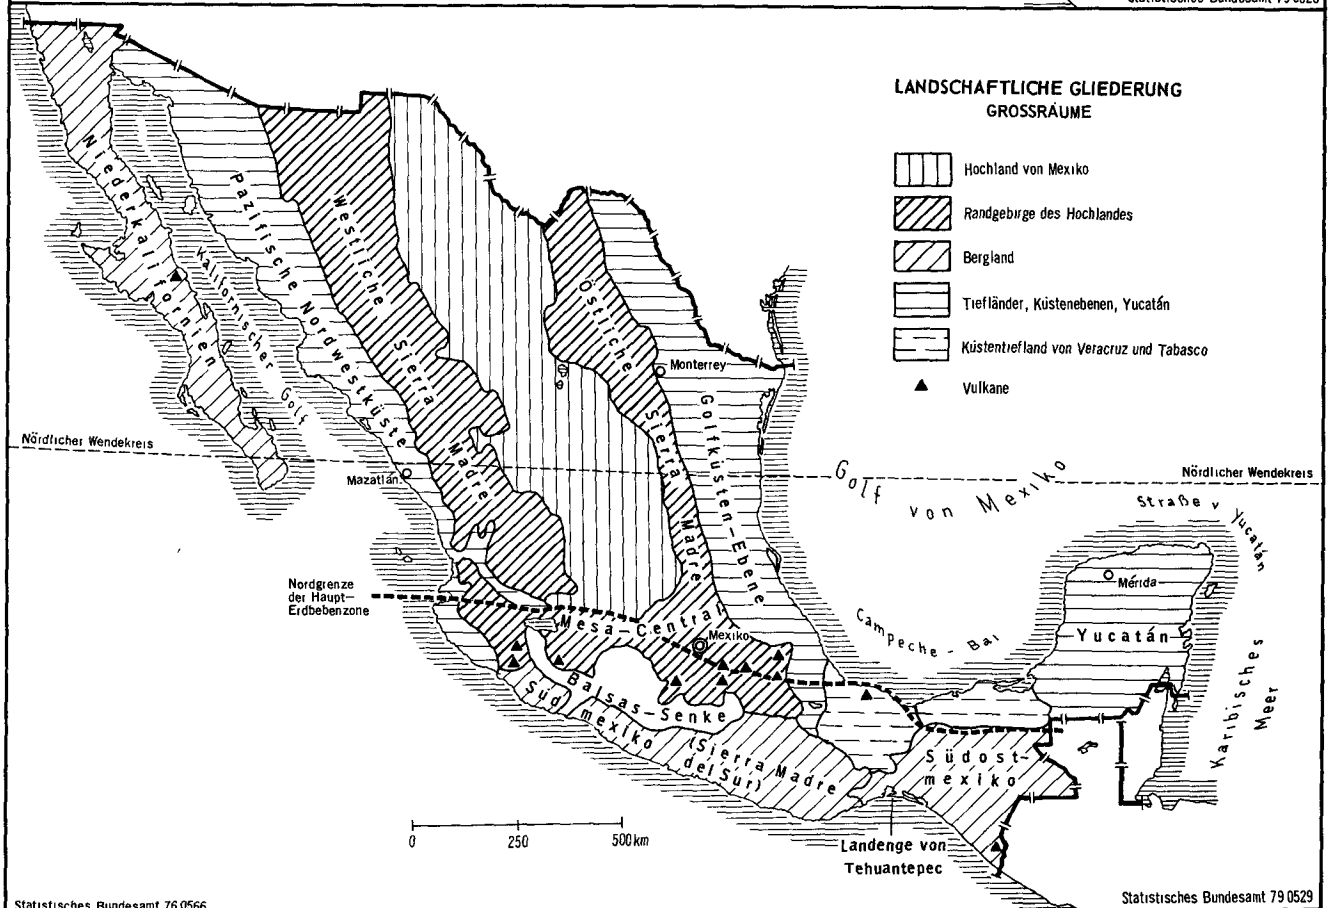 Statistisches Bundesamt 79 0528
LANDSCHAFTLICHE GLIEDERUNG
GROSSRÄUME
Hochland von Mexiko
Randgebirge des Hochlandes
Bergland
Tiefländer, Küstenebenen, Yucatán
Küstentiefland von Veracruz und Tabasco
Vulkane
Niederkalifornien
Kalifornischer Golf
Pazifische Nordwestküste
Westliche Sierra Madre
Östliche Sierra Madre
Golfküsten-Ebene
Monterrey
Nördlicher Wendekreis
Nördlicher Wendekreis
Mazatlán
Golf von Mexiko
Straße v Yucatán
Nordgrenze
der Haupt-
Erdbebenzone
Mesa-Central
Mexiko
Campeche-Bai
Mérida
Yucatán
Karibisches
Meer
Balsas-Senke
Süd
mexiko
(Sierra Madre
del Sur)
Südost-
mexiko
0 250 500km
Landenge von
Tehuantepec
Statistisches Bundesamt 76 0566
Statistisches Bundesamt 79 0529